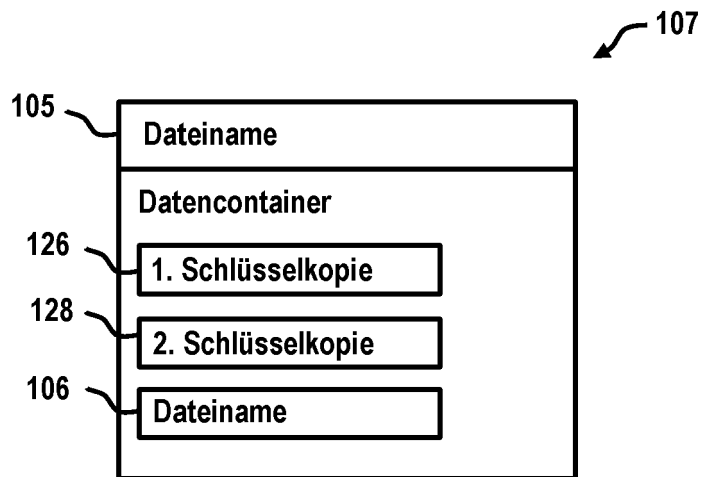 107
105
Dateiname
Datencontainer
126
1. Schlüsselkopie
128
2. Schlüsselkopie
106
Dateiname